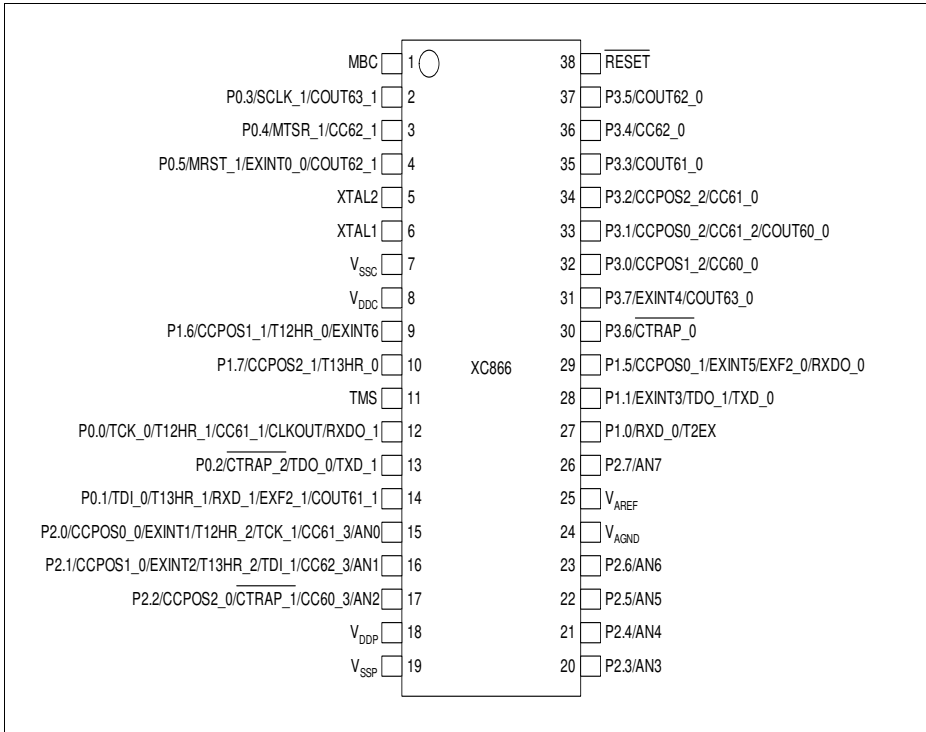 MBC 1 38 RESET
P0.3/SCLK_1/COUT63_1 2 37 P3.5/COUT62_0
P0.4/MTSR_1/CC62_1 3 36 P3.4/CC62_0
P0.5/MRST_1/EXINT0_0/COUT62_1 4 35 P3.3/COUT61_0
XTAL2 5 34 P3.2/CCPOS2_2/CC61_0
XTAL1 6 33 P3.1/CCPOS0_2/CC61_2/COUT60_0
VSSC 7 32 P3.0/CCPOS1_2/CC60_0
VDDC 8 31 P3.7/EXINT4/COUT63_0
P1.6/CCPOS1_1/T12HR_0/EXINT6 9 30 P3.6/CTRAP_0
P1.7/CCPOS2_1/T13HR_0 10 XC866 29 P1.5/CCPOS0_1/EXINT5/EXF2_0/RXDO_0
TMS 11 28 P1.1/EXINT3/TDO_1/TXD_0
P0.0/TCK_0/T12HR_1/CC61_1/CLKOUT/RXDO_1 12 27 P1.0/RXD_0/T2EX
P0.2/CTRAP_2/TDO_0/TXD_1 13 26 P2.7/AN7
P0.1/TDI_0/T13HR_1/RXD_1/EXF2_1/COUT61_1 14 25 VAREF
P2.0/CCPOS0_0/EXINT1/T12HR_2/TCK_1/CC61_3/AN0 15 24 VAGND
P2.1/CCPOS1_0/EXINT2/T13HR_2/TDI_1/CC62_3/AN1 16 23 P2.6/AN6
P2.2/CCPOS2_0/CTRAP_1/CC60_3/AN2 17 22 P2.5/AN5
VDDP 18 21 P2.4/AN4
VSSP 19 20 P2.3/AN3